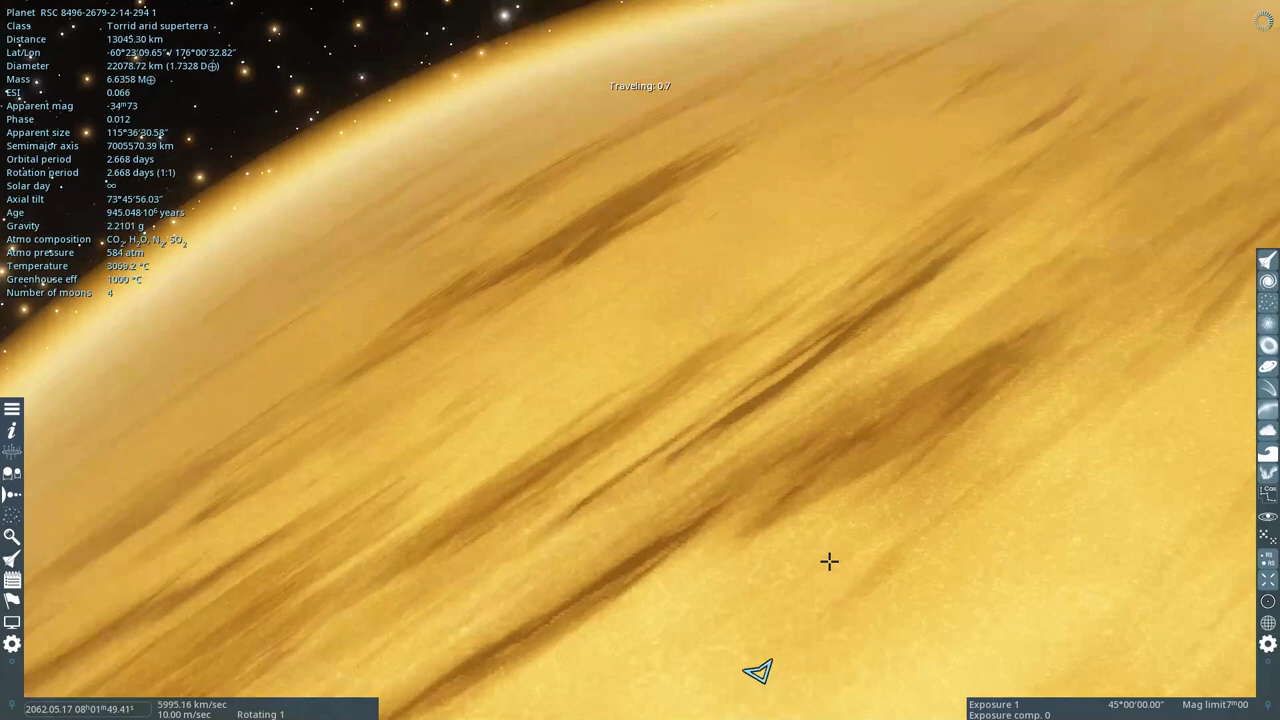 Planet RSC 8496-2679-2-14-294 1
Class Torrid arid superterra
Distance 13045.30 km
Lat/Lon -60°23'09.65" / 176°00'32.82"
Diameter 22078.72 km (1.7328 D⊕)
Mass 6.6358 M⊕
ESI 0.066
Apparent mag -34ᵐ73
Phase 0.012
Apparent size 115°36'30.58"
Semimajor axis 7005570.39 km
Orbital period 2.668 days
Rotation period 2.668 days (1:1)
Solar day ∞
Axial tilt 73°45'56.03"
Age 945.048·10⁶ years
Gravity 2.2101 g
Atmo composition CO₂, H₂O, N₂, SO₂
Atmo pressure 584 atm
Temperature 3069.2 °C
Greenhouse eff 1000 °C
Number of moons 4
Traveling: 0.7
2062.05.17 08ʰ01ᵐ49.41ˢ
5995.16 km/sec
10.00 m/sec Rotating 1
Exposure 1 45°00'00.00" Mag limit 7ᵐ00
Exposure comp. 0